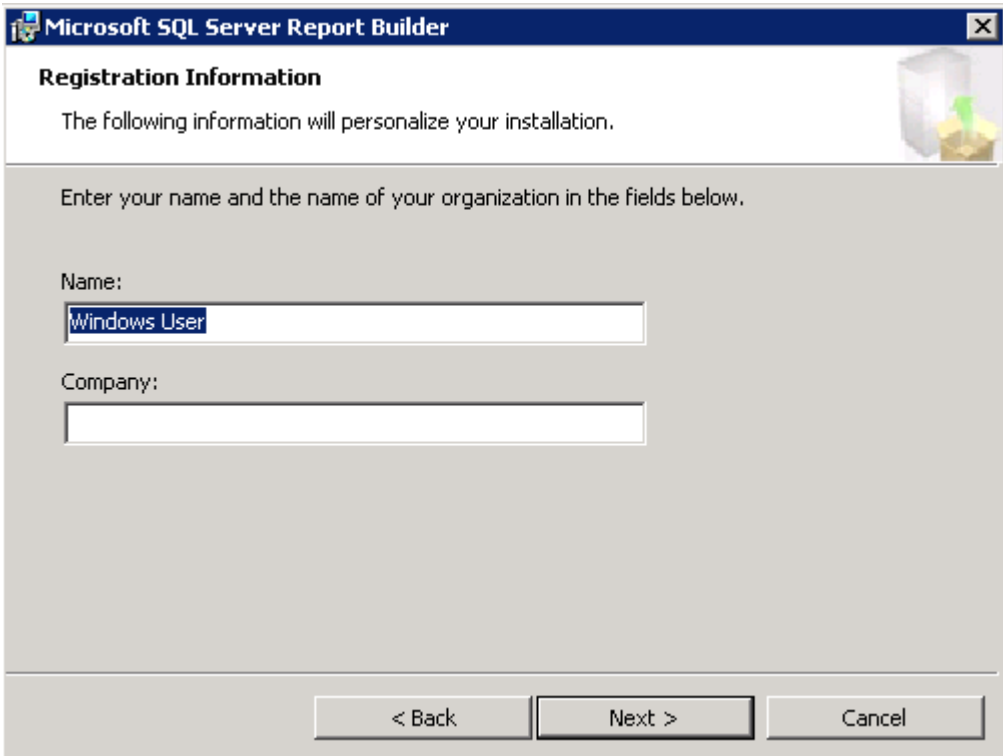 Microsoft SQL Server Report Builder
Registration Information
The following information will personalize your installation.
Enter your name and the name of your organization in the fields below.
Name:
Windows User
Company:
< Back
Next >
Cancel